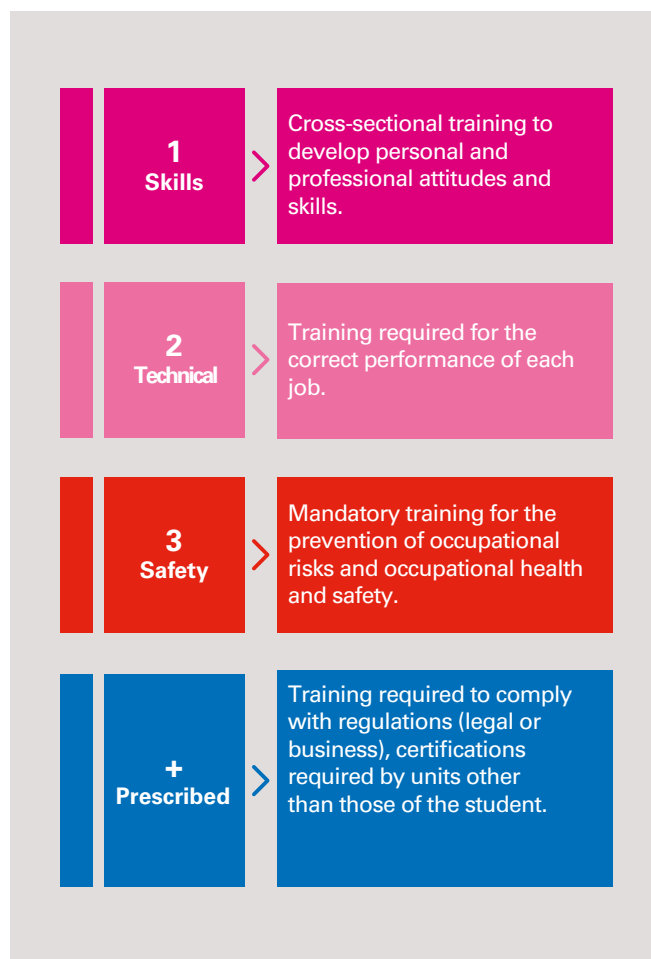 1
Skills
Cross-sectional training to
develop personal and
professional attitudes and
skills.
2
Technical
Training required for the
correct performance of each
job.
3
Safety
Mandatory training for the
prevention of occupational
risks and occupational health
and safety.
+
Prescribed
Training required to comply
with regulations (legal or
business), certifications
required by units other
than those of the student.